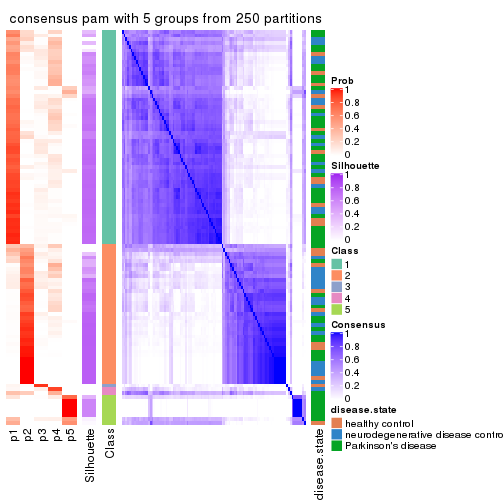 consensus pam with 5 groups from 250 partitions
Prob
1
0.8
0.6
0.4
0.2
0
Silhouette
1
0.8
0.6
0.4
0.2
0
Class
1
2
3
4
5
Consensus
1
0.8
0.6
0.4
0.2
0
disease.state
healthy control
neurodegenerative disease contro
Parkinson's disease
p1
p2
p3
p4
p5
Silhouette
Class
disease.state